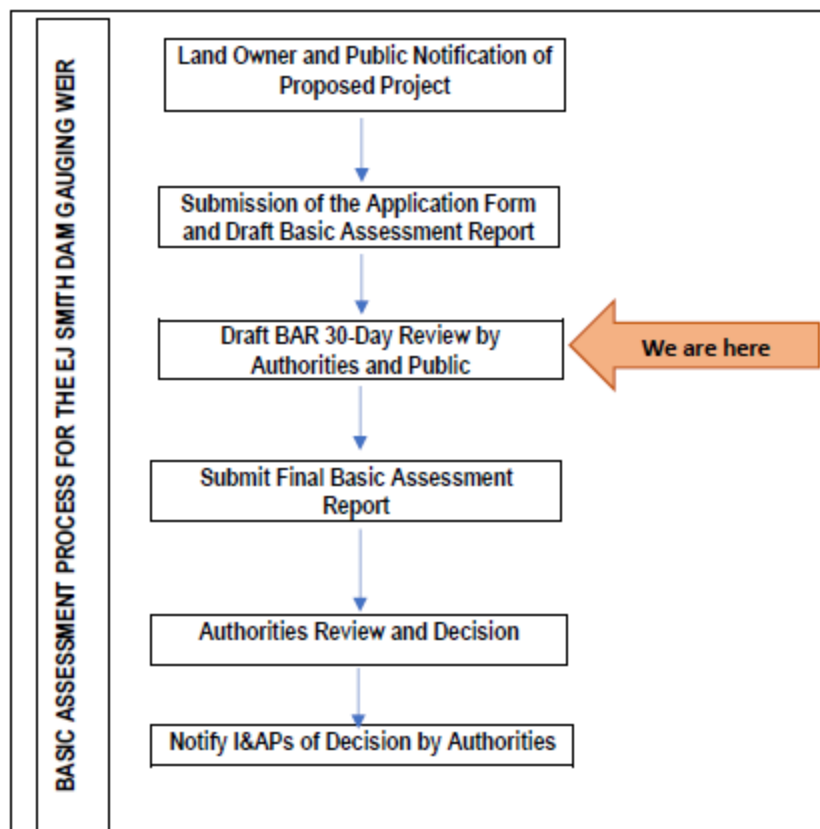 BASIC ASSESSMENT PROCESS FOR THE EJ SMITH DAM GAUGING WEIR
Land Owner and Public Notification of
Proposed Project
Submission of the Application Form
and Draft Basic Assessment Report
Draft BAR 30-Day Review by
Authorities and Public
We are here
Submit Final Basic Assessment
Report
Authorities Review and Decision
Notify I&APs of Decision by Authorities